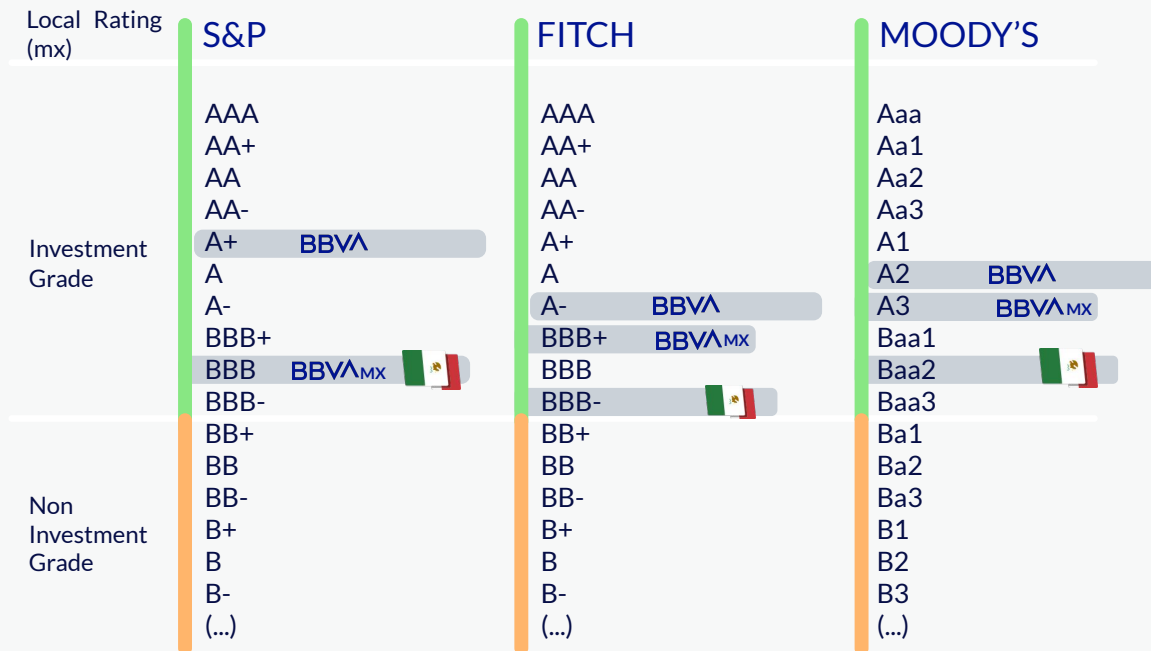 Local Rating
(mx)
S&P
FITCH
MOODY'S
Investment
Grade
Non
Investment
Grade
AAA
AA+
AA
AA-
A+ BBVA
A
A-
BBB+
BBB BBVA MX
BBB-
BB+
BB
BB-
B+
B
B-
(...)
AAA
AA+
AA
AA-
A+
A
A- BBVA
BBB+ BBVA MX
BBB
BBB-
BB+
BB
BB-
B+
B
B-
(...)
Aaa
Aa1
Aa2
Aa3
A1
A2 BBVA
A3 BBVA MX
Baa1
Baa2
Baa3
Ba1
Ba2
Ba3
B1
B2
B3
(...)